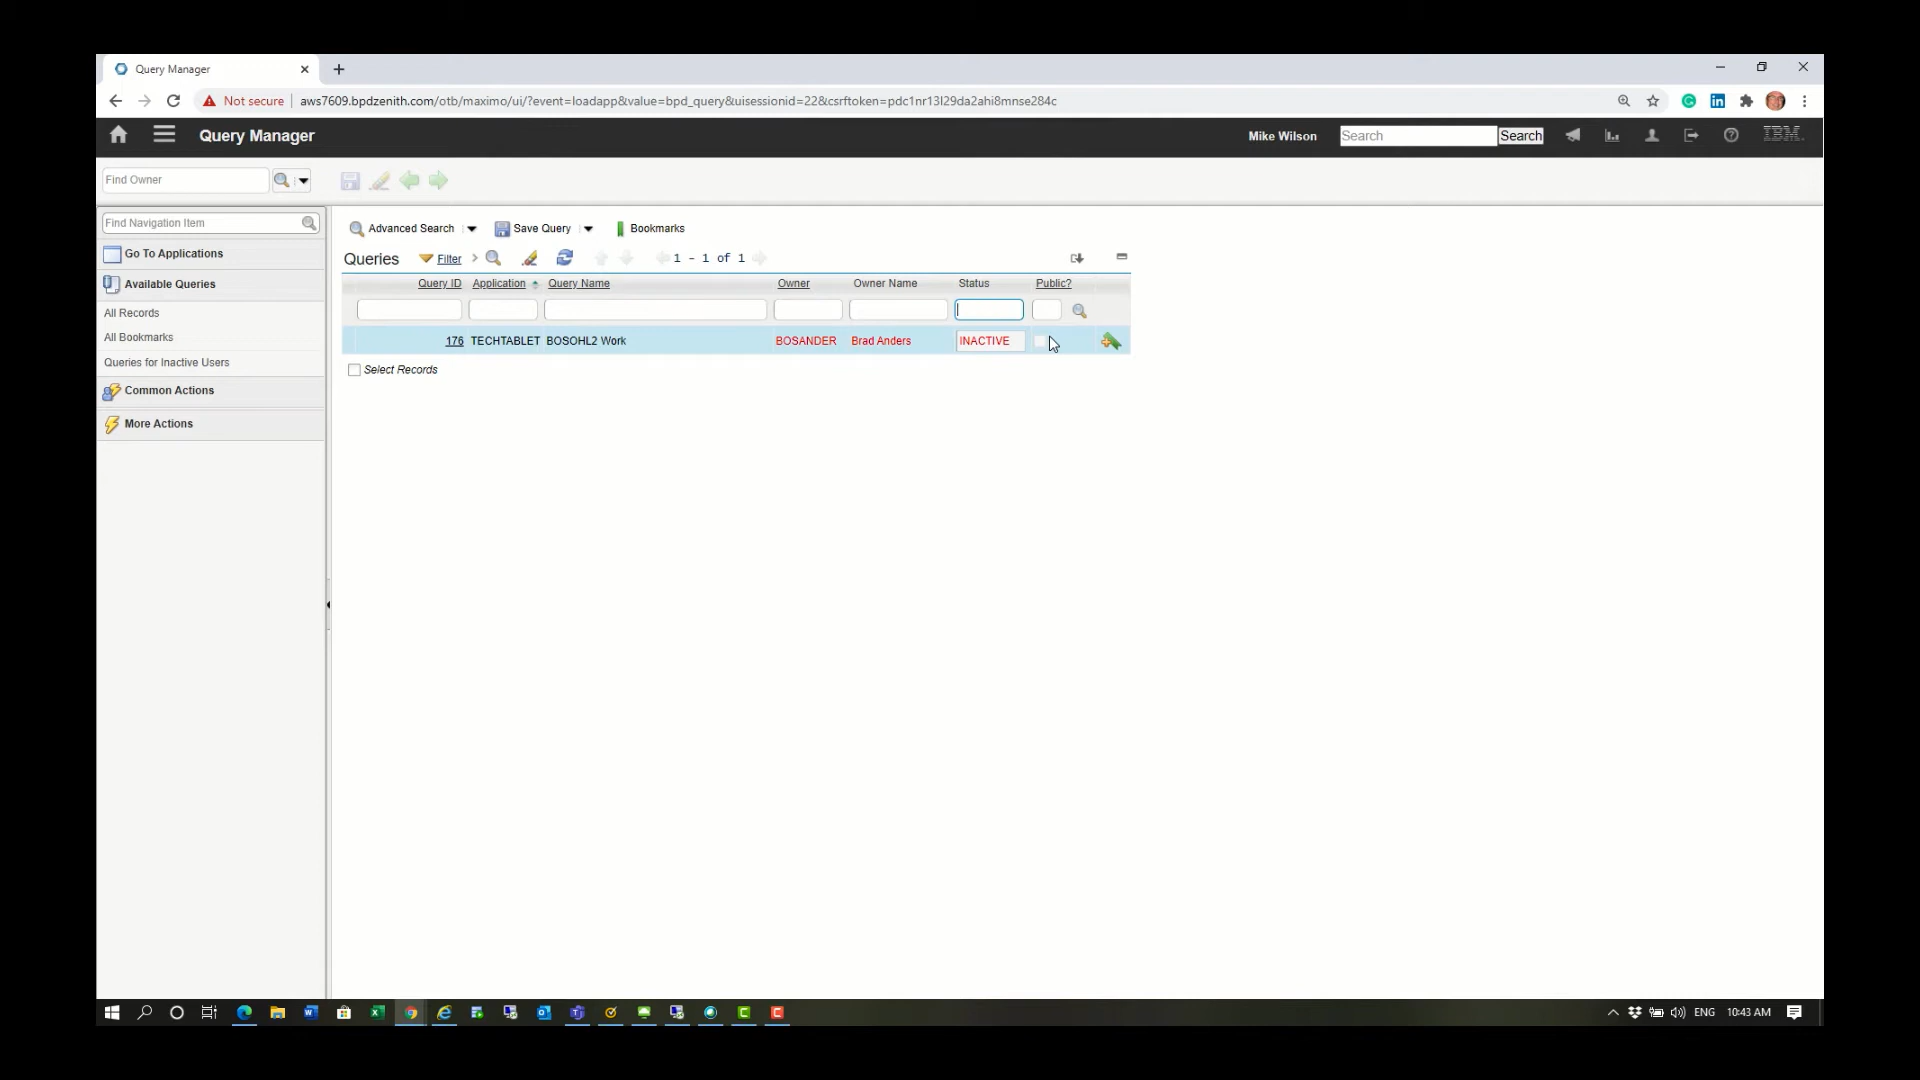 Query Manager
Not secure aws7609.bpdzenith.com/otb/maximo/ui/?event=loadapp&value=bpd_query&uisessionid=22&csrftoken=pdc1nr13l29da2ahi8mnse284c
Query Manager Mike Wilson Search Search IBM.
Find Owner
Find Navigation Item
Go To Applications
Available Queries
All Records
All Bookmarks
Queries for Inactive Users
Common Actions
More Actions
Advanced Search Save Query Bookmarks
Queries Filter 1 - 1 of 1
Query ID Application Query Name Owner Owner Name Status Public?
176 TECHTABLET BOSOHL2 Work BOSANDER Brad Anders INACTIVE
Select Records
ENG 10:43 AM